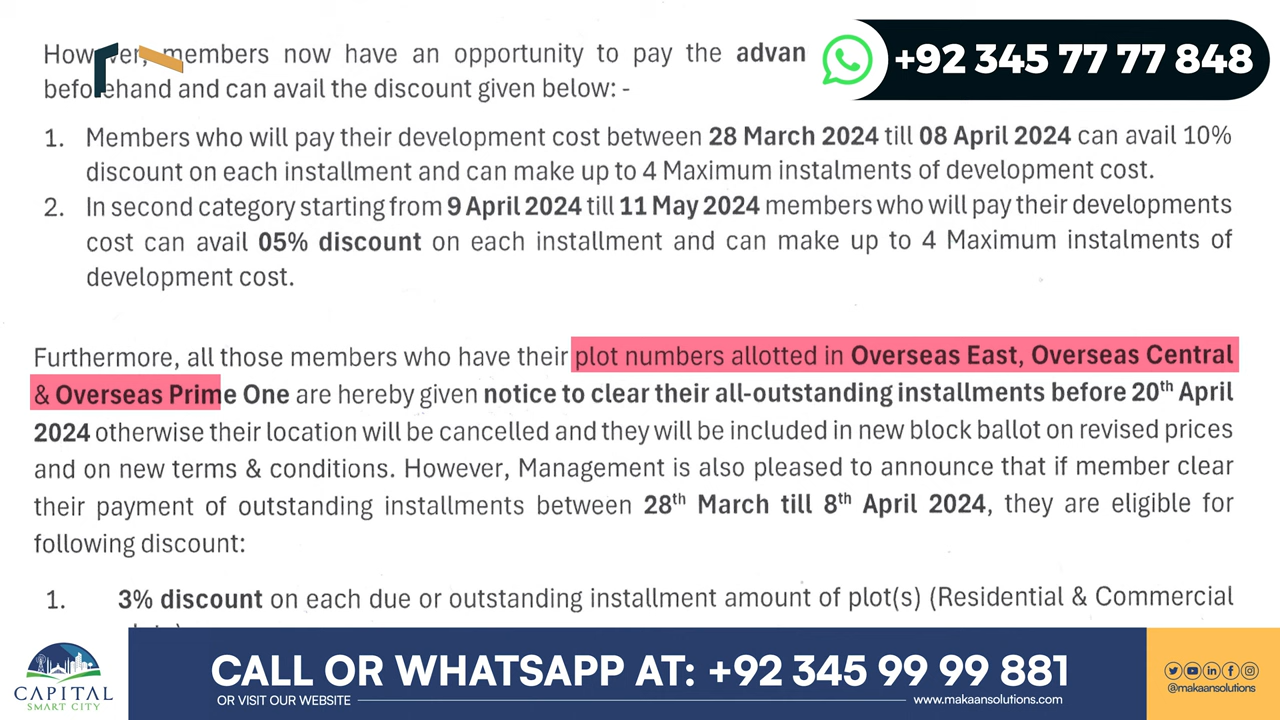 However, members now have an opportunity to pay the advan
+92 345 77 77 848
beforehand and can avail the discount given below: -
1. Members who will pay their development cost between 28 March 2024 till 08 April 2024 can avail 10%
discount on each installment and can make up to 4 Maximum instalments of development cost.
2. In second category starting from 9 April 2024 till 11 May 2024 members who will pay their developments
cost can avail 05% discount on each installment and can make up to 4 Maximum instalments of
development cost.
Furthermore, all those members who have their plot numbers allotted in Overseas East, Overseas Central
& Overseas Prime One are hereby given notice to clear their all-outstanding installments before 20th April
2024 otherwise their location will be cancelled and they will be included in new block ballot on revised prices
and on new terms & conditions. However, Management is also pleased to announce that if member clear
their payment of outstanding installments between 28th March till 8th April 2024, they are eligible for
following discount:
1. 3% discount on each due or outstanding installment amount of plot(s) (Residential & Commercial
CAPITAL
SMART CITY
CALL OR WHATSAPP AT: +92 345 99 99 881
OR VISIT OUR WEBSITE
www.makaansolutions.com
@makaansolutions